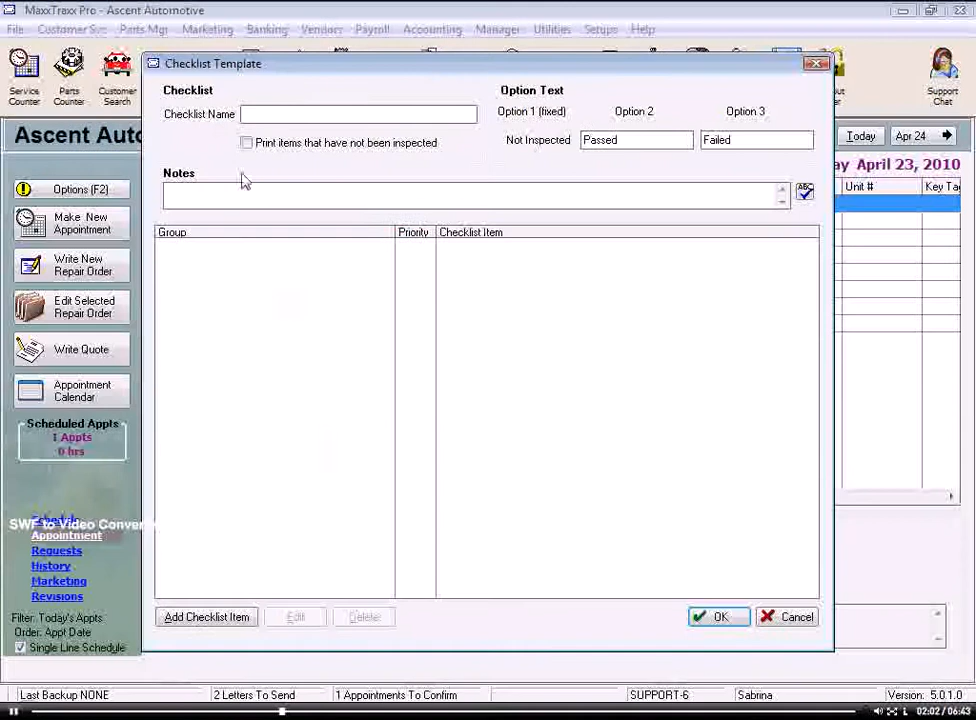 MaxxTraxx Pro - Ascent Automotive
File Customer Svc Parts Mgt Marketing Banking Vendors Payroll Accounting Manager Utilities Setups Help
Service Counter
Parts Counter
Customer Search
Support Chat
Checklist Template
Checklist
Option Text
Checklist Name
Option 1 (fixed) Option 2 Option 3
Not Inspected Passed Failed
Print items that have not been inspected
Notes
ABC
Group Priority Checklist Item
Add Checklist Item Edit Delete OK Cancel
Ascent Auto
Today Apr 24
ay April 23, 2010
Unit # Key Tag
Options (F2)
Make New
Appointment
Write New
Repair Order
Edit Selected
Repair Order
Write Quote
Appointment
Calendar
Scheduled Appts
1 Appts
0 hrs
Schedule
SWF to Video Conver
Appointment
Requests
History
Marketing
Revisions
Filter: Today's Appts
Order: Appt Date
Single Line Schedule
Last Backup NONE 2 Letters To Send 1 Appointments To Confirm SUPPORT-6 Sabrina Version: 5.0.1.0
02:02 / 06:43